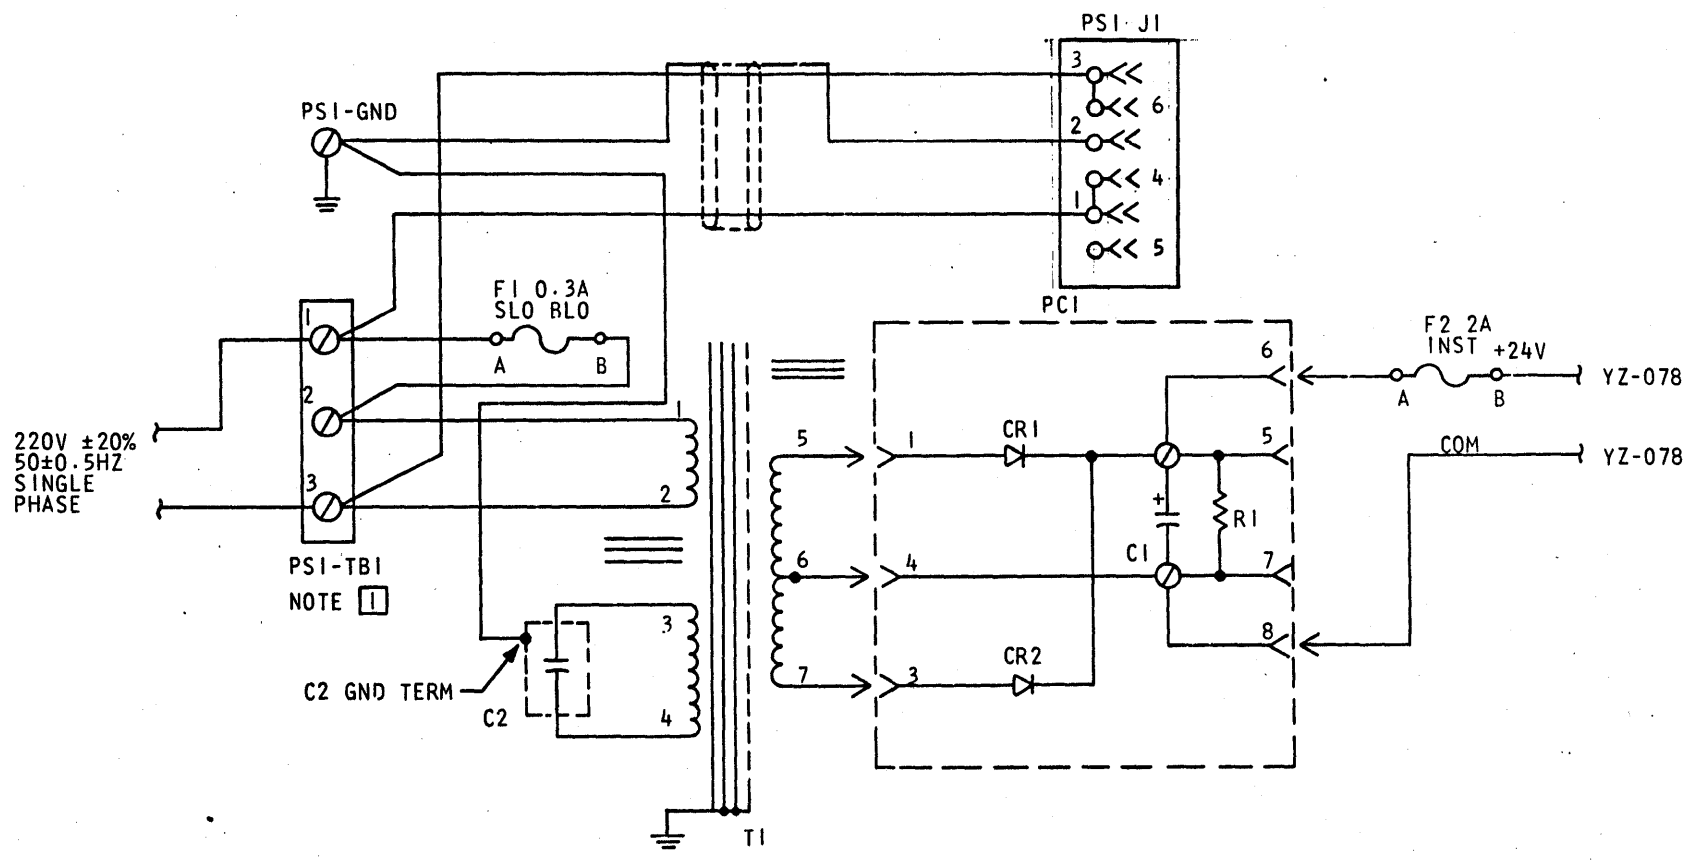 PS1 J1
3
6
2
4
1
5
PS1-GND
F1 0.3A
SLO BLO
A
B
1
2
3
220V ±20%
50±0.5HZ
SINGLE
PHASE
PS1-TB1
NOTE 1
1
2
3
4
C2 GND TERM
C2
T1
5
6
7
PC1
1
4
3
CR1
CR2
+
C1
R1
6
5
7
8
F2 2A
INST
+24V
A
B
YZ-078
COM
YZ-078